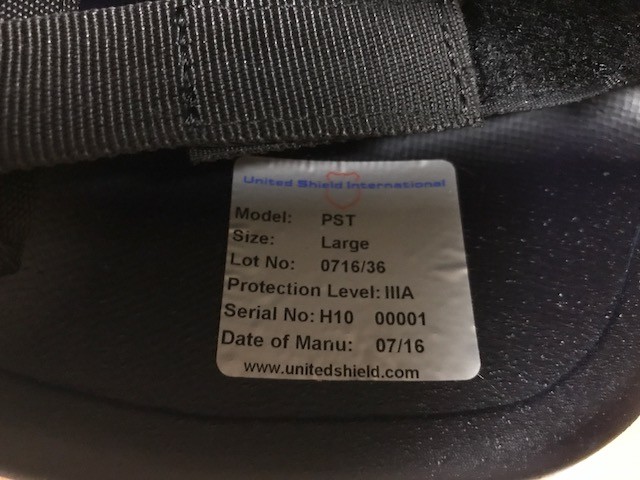 United Shield International
Model: PST
Size: Large
Lot No: 0716/36
Protection Level: IIIA
Serial No: H10 00001
Date of Manu: 07/16
www.unitedshield.com